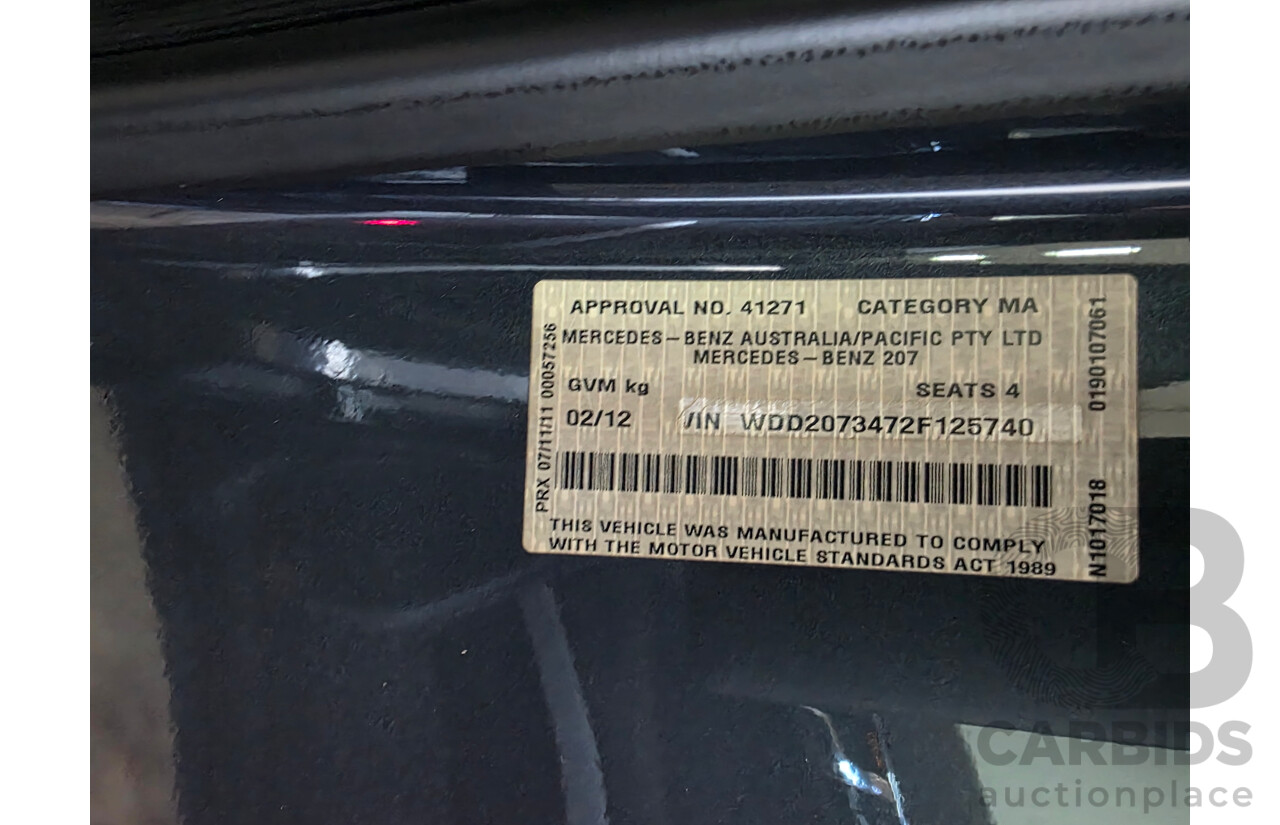 APPROVAL NO. 41271 CATEGORY MA
MERCEDES-BENZ AUSTRALIA/PACIFIC PTY LTD
MERCEDES-BENZ 207
GVM kg SEATS 4
02/12 VIN WDD2073472F125740
THIS VEHICLE WAS MANUFACTURED TO COMPLY
WITH THE MOTOR VEHICLE STANDARDS ACT 1989
PRX 07/11/11 00057256
N1017018 0190107061
CARBIDS
auctionplace